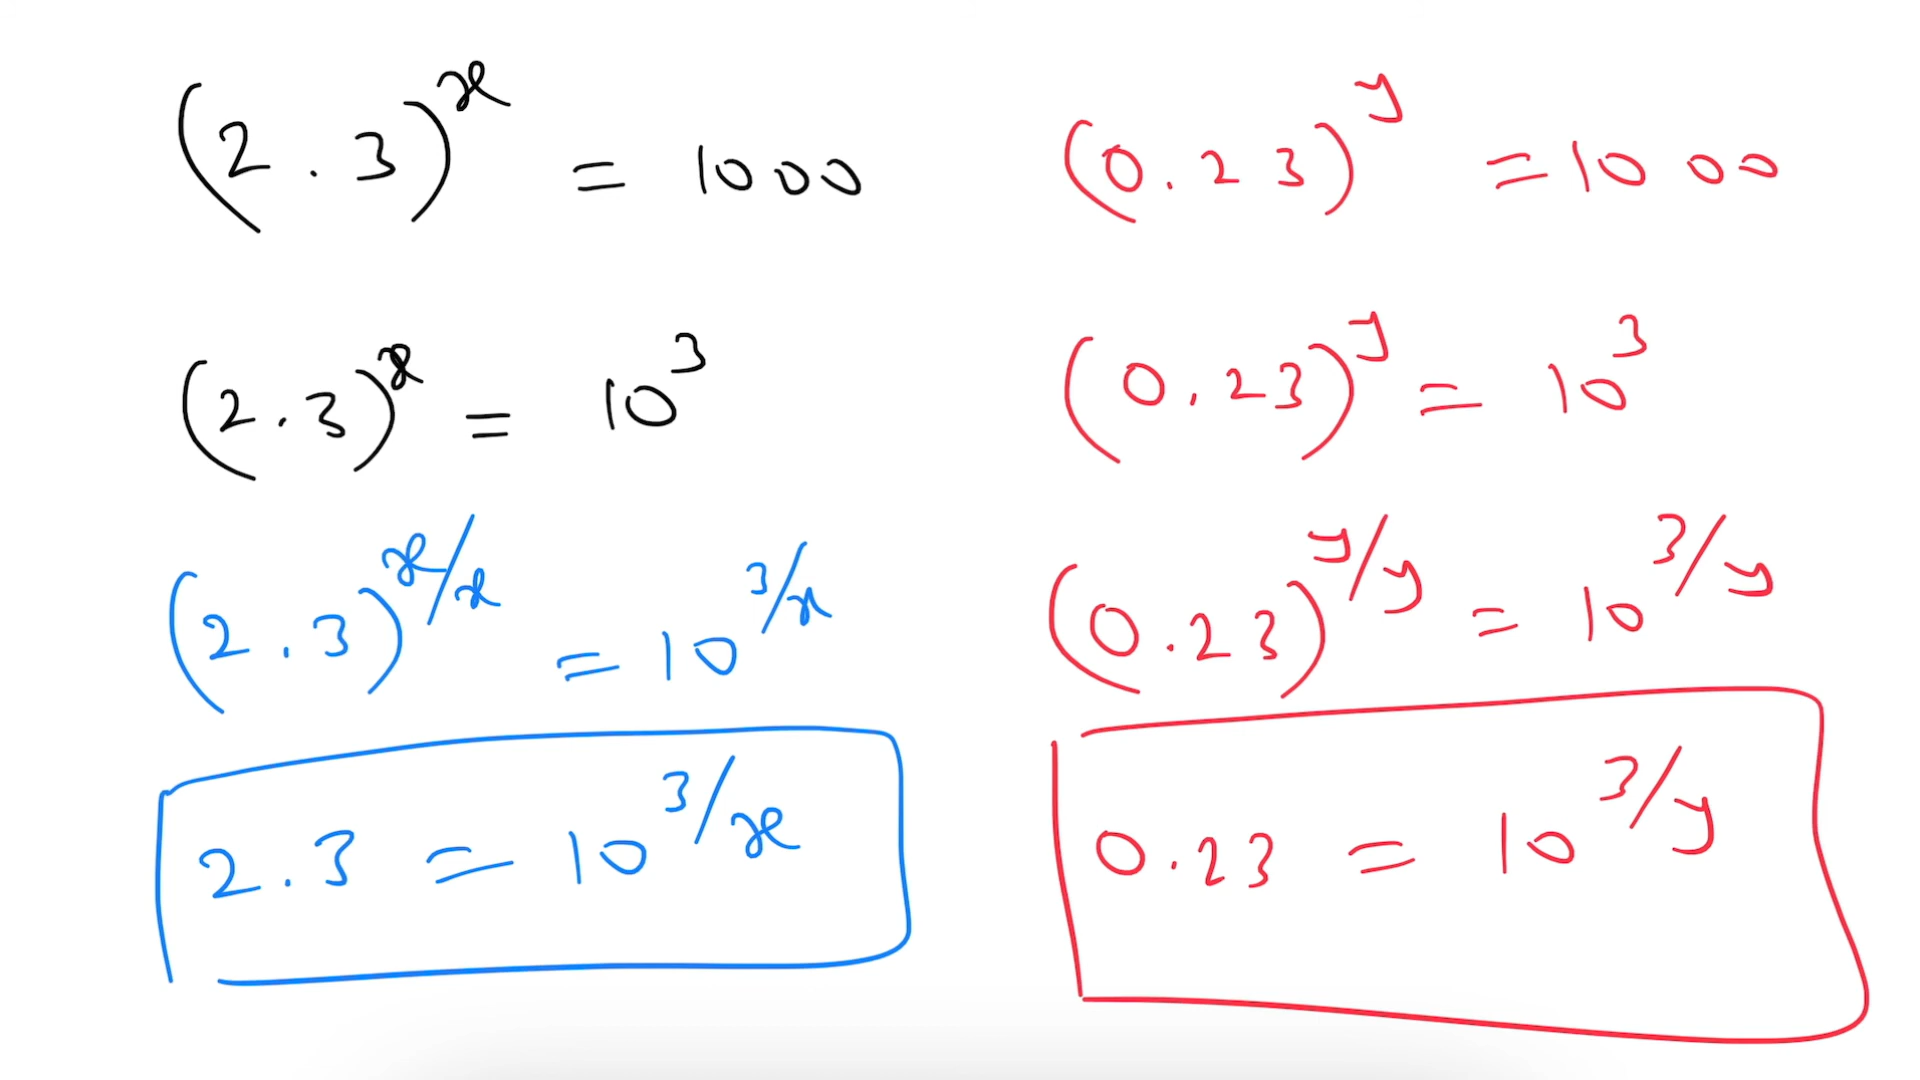 (2.3)^x = 1000
(2.3)^x = 10^3
(2.3)^x/x = 10^3/x
2.3 = 10^3/x
(0.23)^y = 1000
(0.23)^y = 10^3
(0.23)^y/y = 10^3/y
0.23 = 10^3/y